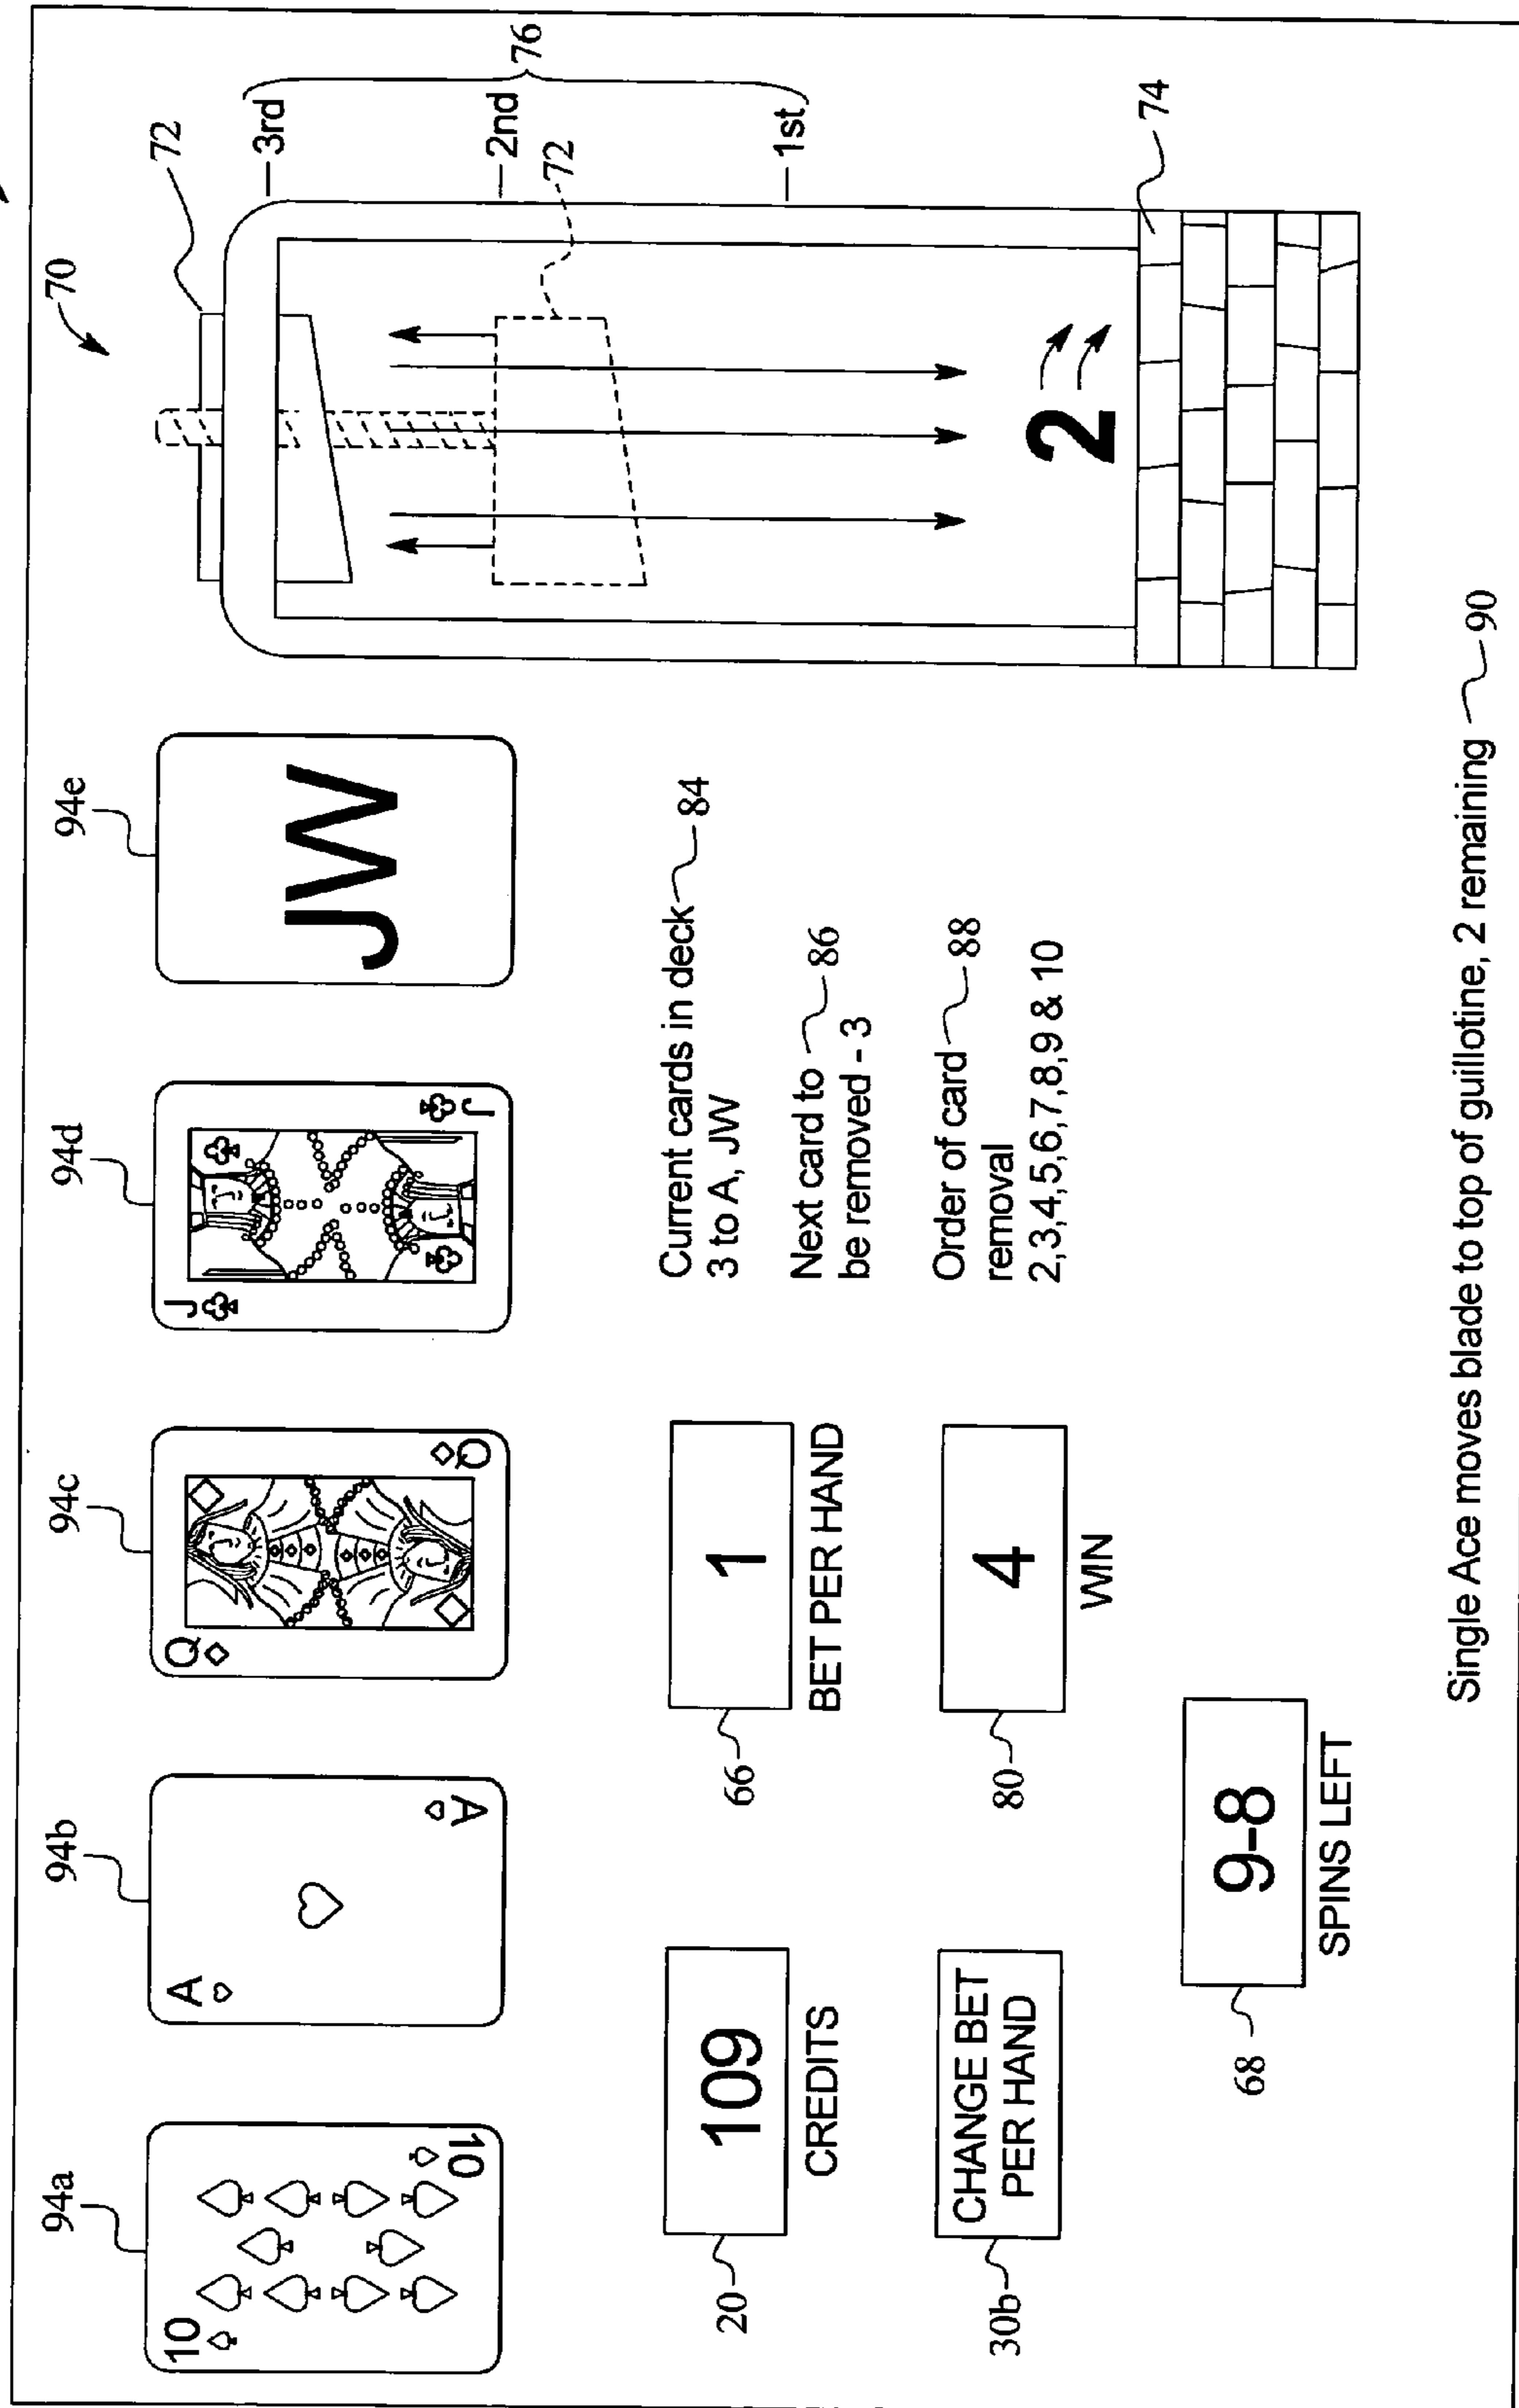 70
72
94a
94b
94c
94d
94e
10
10
A
A
Q
Q
J
J
JW
3rd
2nd
1st
76
72
2
74
20
109
CREDITS
66
1
BET PER HAND
30b
CHANGE BET
PER HAND
80
4
WIN
68
9-8
SPINS LEFT
Current cards in deck 84
3 to A, JW
Next card to 86
be removed - 3
Order of card 88
removal
2,3,4,5,6,7,8,9 & 10
Single Ace moves blade to top of guillotine, 2 remaining 90